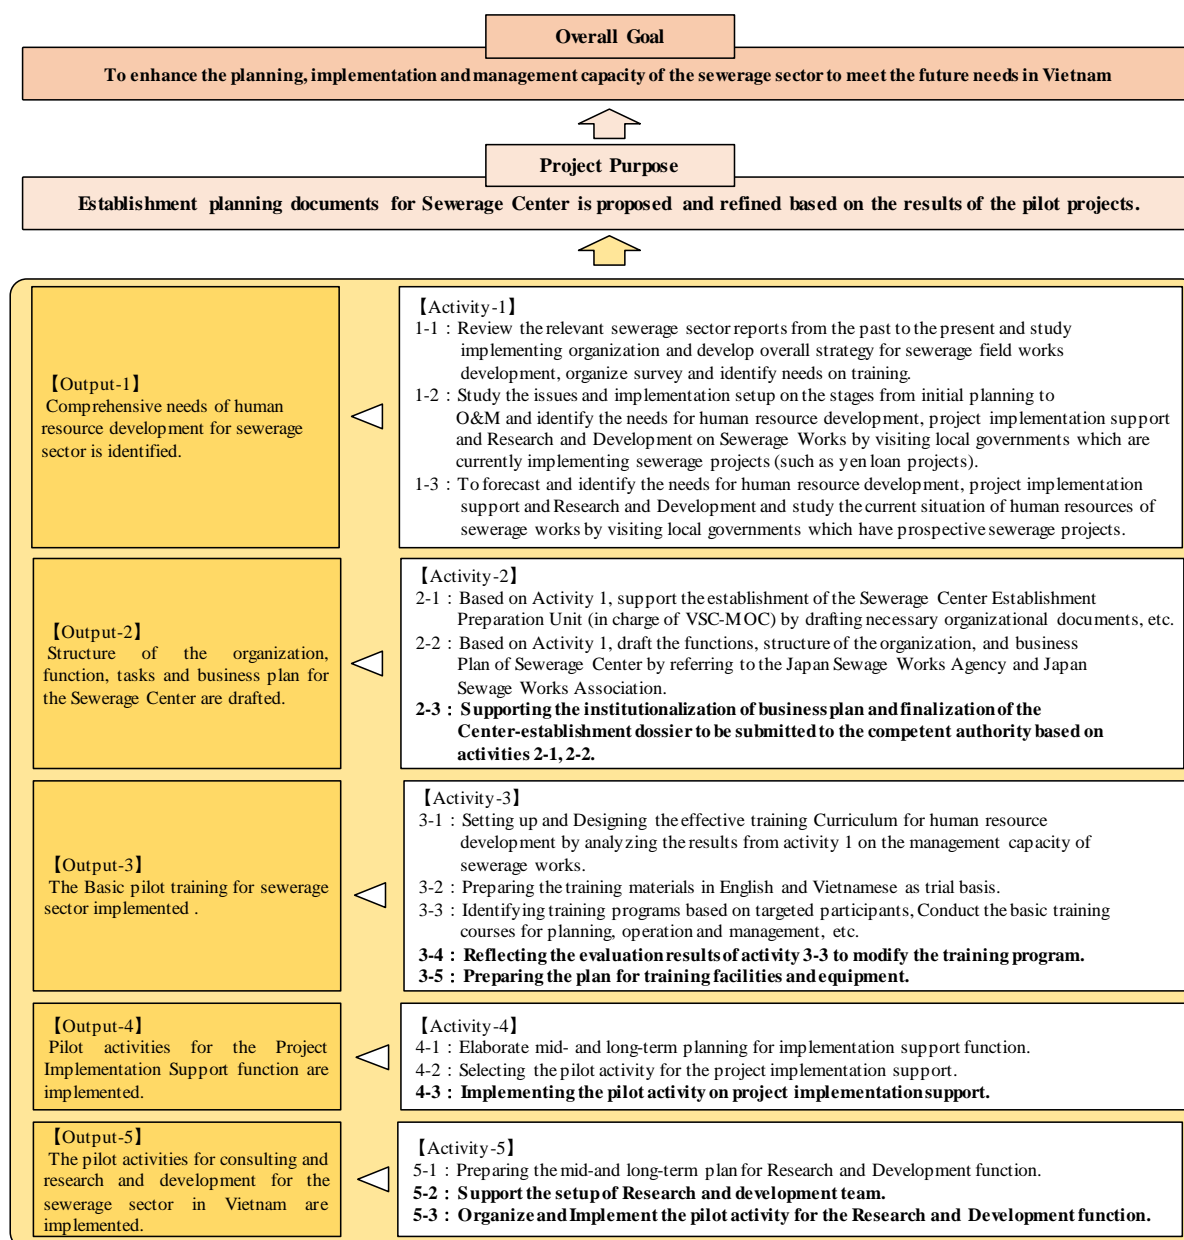 Overall Goal
To enhance the planning, implementation and management capacity of the sewerage sector to meet the future needs in Vietnam
Project Purpose
Establishment planning documents for Sewerage Center is proposed and refined based on the results of the pilot projects.
【Output-1】
Comprehensive needs of human
resource development for sewerage
sector is identified.
【Activity-1】
1-1：Review the relevant sewerage sector reports from the past to the present and study
implementing organization and develop overall strategy for sewerage field works
development, organize survey and identify needs on training.
1-2：Study the issues and implementation setup on the stages from initial planning to
O&M and identify the needs for human resource development, project implementation support
and Research and Development on Sewerage Works by visiting local governments which are
currently implementing sewerage projects (such as yen loan projects).
1-3：To forecast and identify the needs for human resource development, project implementation
support and Research and Development and study the current situation of human resources of
sewerage works by visiting local governments which have prospective sewerage projects.
【Output-2】
Structure of the organization,
function, tasks and business plan for
the Sewerage Center are drafted.
【Activity-2】
2-1：Based on Activity 1, support the establishment of the Sewerage Center Establishment
Preparation Unit (in charge of VSC-MOC) by drafting necessary organizational documents, etc.
2-2：Based on Activity 1, draft the functions, structure of the organization, and business
Plan of Sewerage Center by referring to the Japan Sewage Works Agency and Japan
Sewage Works Association.
2-3：Supporting the institutionalization of business plan and finalization of the
Center-establishment dossier to be submitted to the competent authority based on
activities 2-1, 2-2.
【Output-3】
The Basic pilot training for sewerage
sector implemented .
【Activity-3】
3-1：Setting up and Designing the effective training Curriculum for human resource
development by analyzing the results from activity 1 on the management capacity of
sewerage works.
3-2：Preparing the training materials in English and Vietnamese as trial basis.
3-3：Identifying training programs based on targeted participants, Conduct the basic training
courses for planning, operation and management, etc.
3-4：Reflecting the evaluation results of activity 3-3 to modify the training program.
3-5：Preparing the plan for training facilities and equipment.
【Output-4】
Pilot activities for the Project
Implementation Support function are
implemented.
【Activity-4】
4-1：Elaborate mid- and long-term planning for implementation support function.
4-2：Selecting the pilot activity for the project implementation support.
4-3：Implementing the pilot activity on project implementation support.
【Output-5】
The pilot activities for consulting and
research and development for the
sewerage sector in Vietnam are
implemented.
【Activity-5】
5-1：Preparing the mid-and long-term plan for Research and Development function.
5-2：Support the setup of Research and development team.
5-3：Organize and Implement the pilot activity for the Research and Development function.